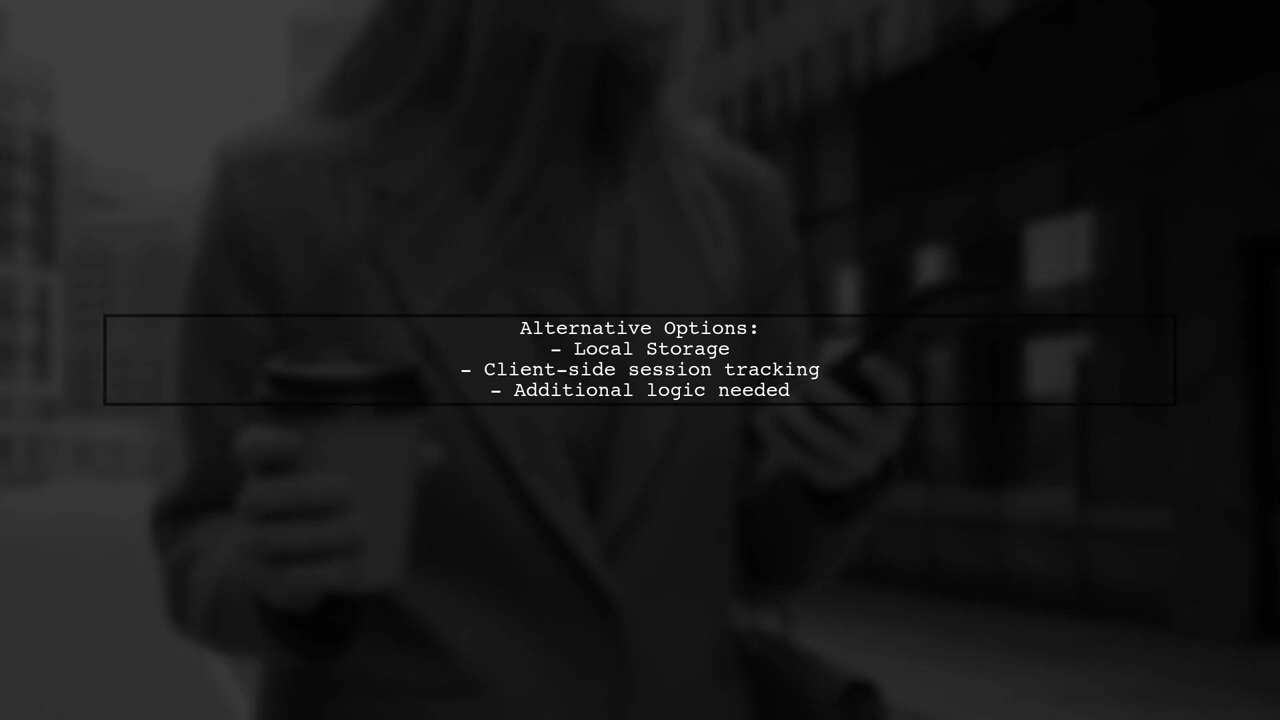 Alternative Options:
- Local Storage
- Client-side session tracking
- Additional logic needed